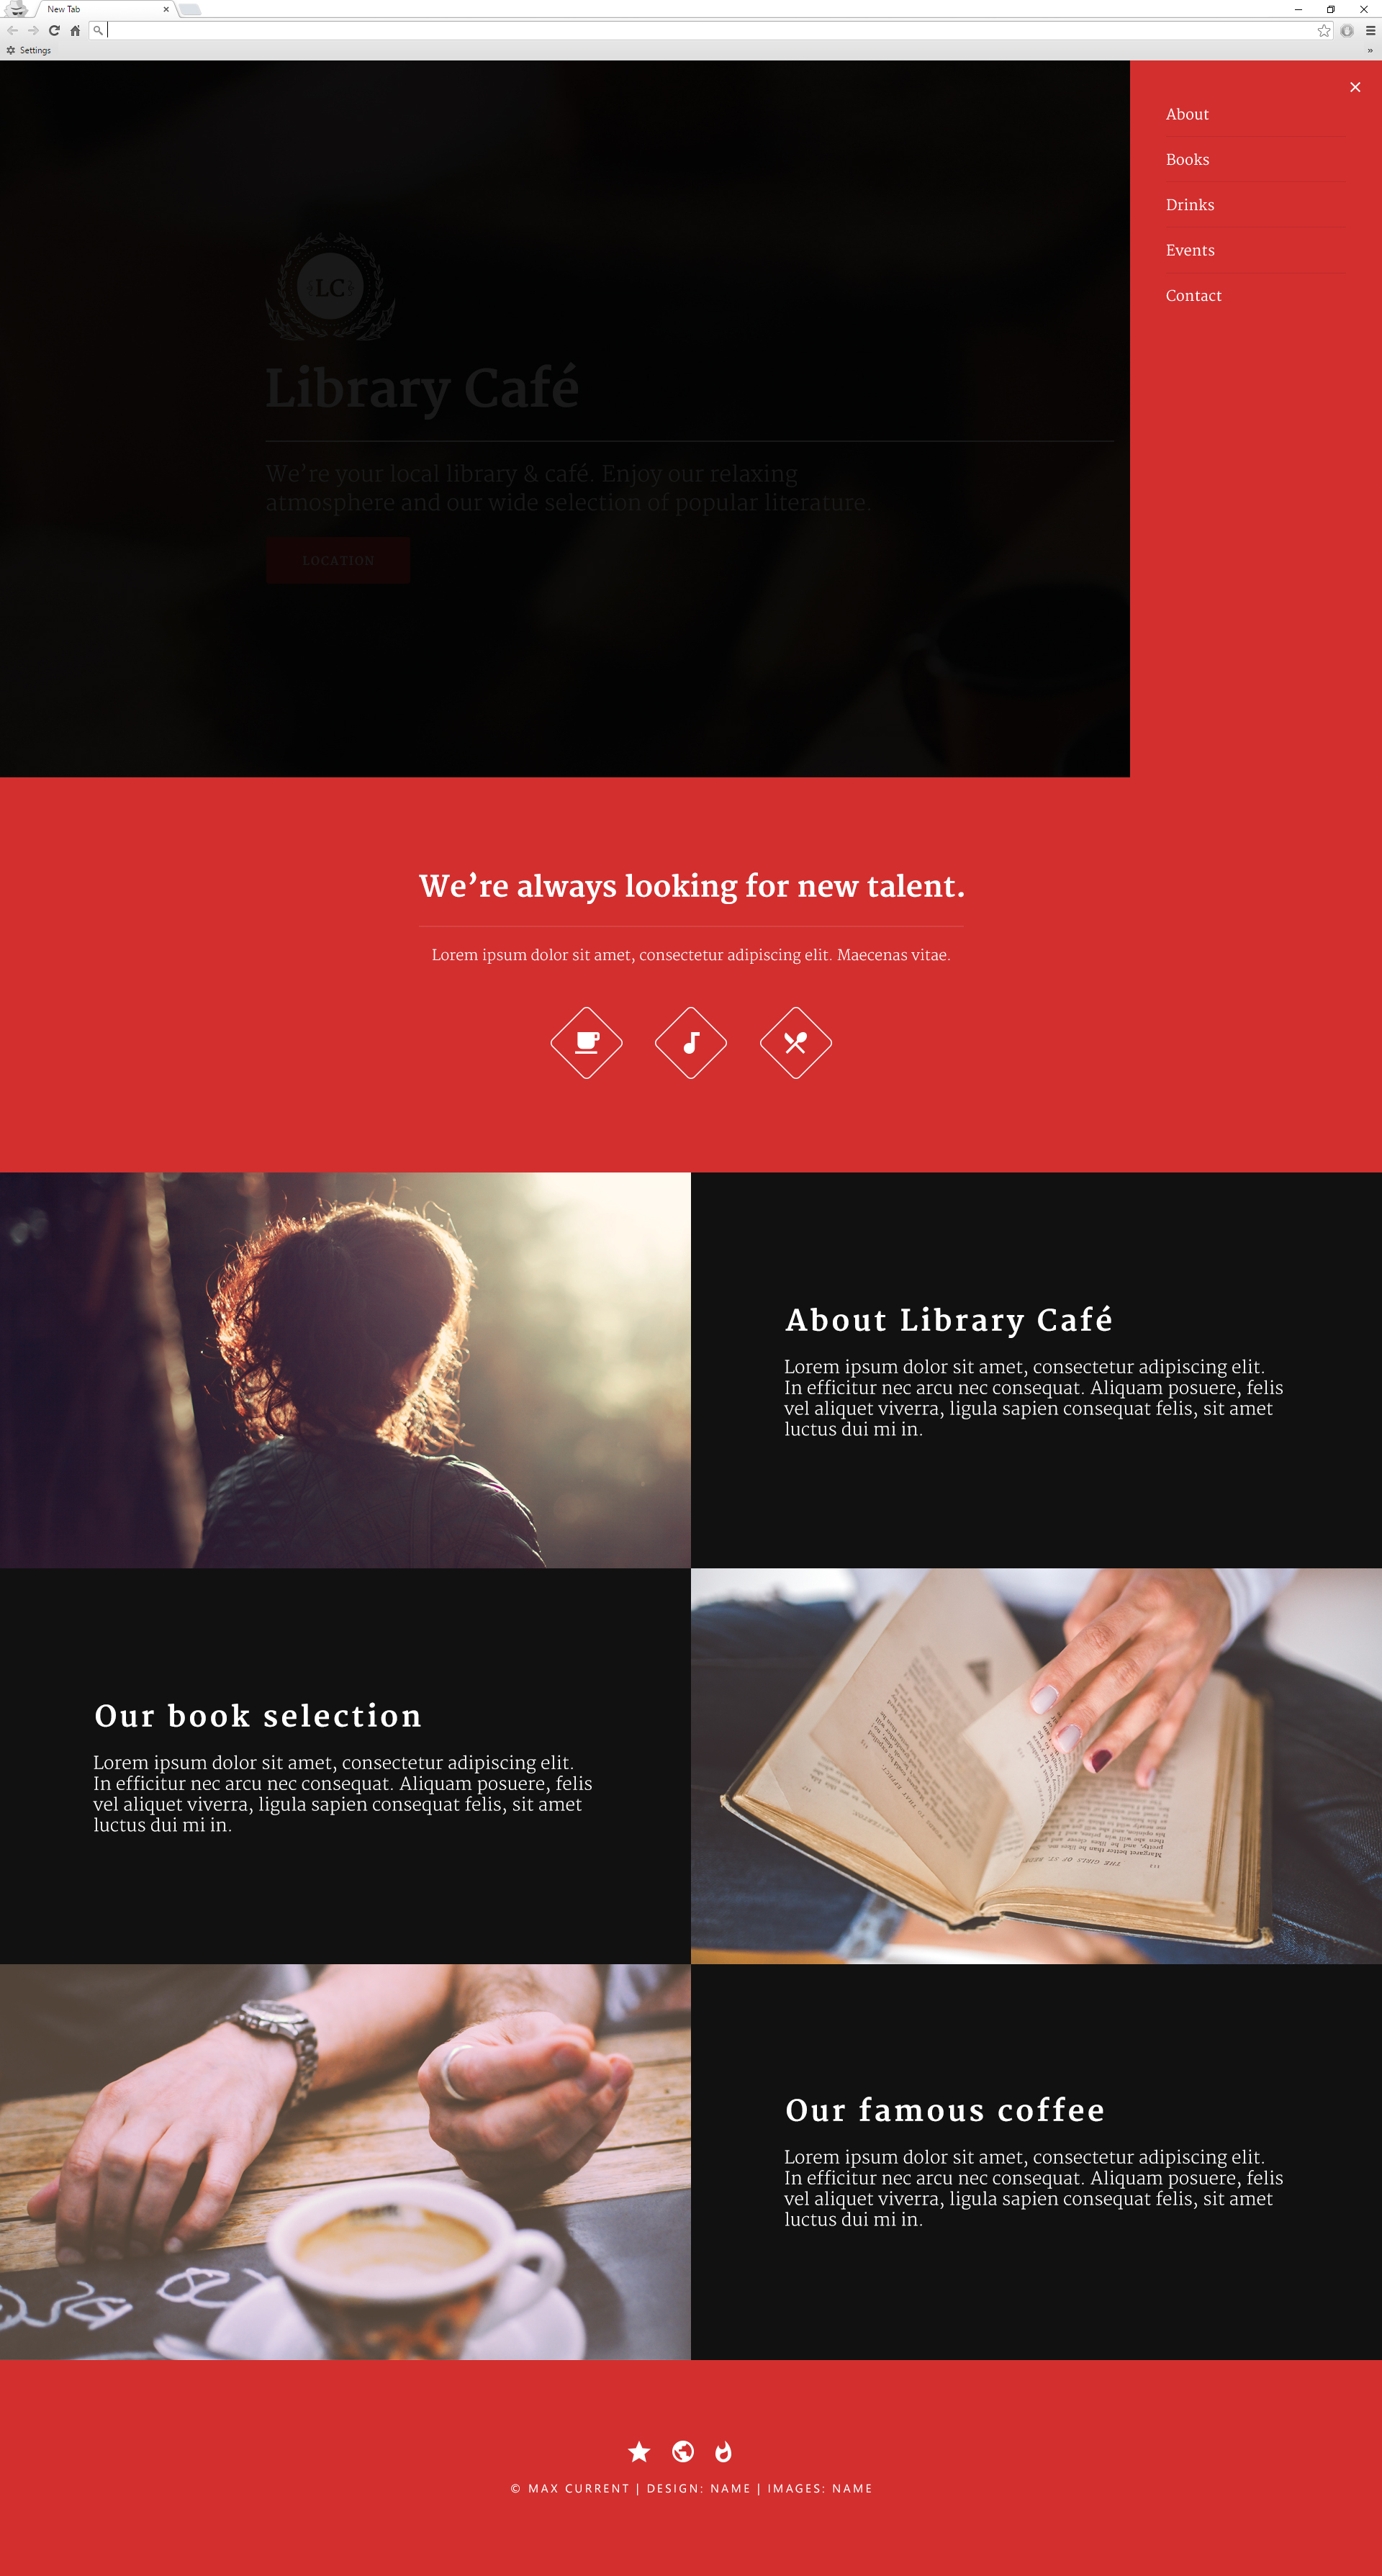 New Tab
Settings
About
Books
Drinks
Events
Contact
LC
Library Café
We’re your local library & café. Enjoy our relaxing
atmosphere and our wide selection of popular literature.
LOCATION
We’re always looking for new talent.
Lorem ipsum dolor sit amet, consectetur adipiscing elit. Maecenas vitae.
About Library Café
Lorem ipsum dolor sit amet, consectetur adipiscing elit.
In efficitur nec arcu nec consequat. Aliquam posuere, felis
vel aliquet viverra, ligula sapien consequat felis, sit amet
luctus dui mi in.
Our book selection
Lorem ipsum dolor sit amet, consectetur adipiscing elit.
In efficitur nec arcu nec consequat. Aliquam posuere, felis
vel aliquet viverra, ligula sapien consequat felis, sit amet
luctus dui mi in.
THE GIRLS OF ST.
Our famous coffee
Lorem ipsum dolor sit amet, consectetur adipiscing elit.
In efficitur nec arcu nec consequat. Aliquam posuere, felis
vel aliquet viverra, ligula sapien consequat felis, sit amet
luctus dui mi in.
© MAX CURRENT | DESIGN: NAME | IMAGES: NAME